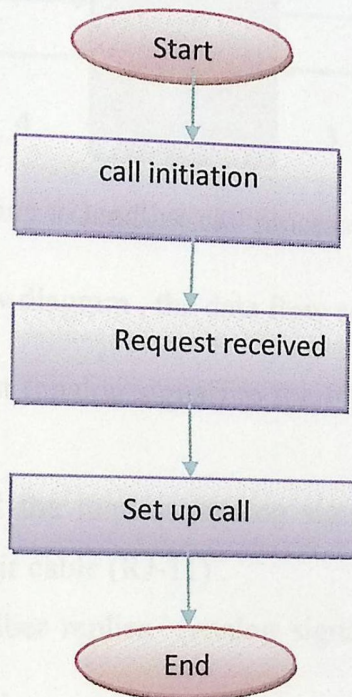 Start
call initiation
Request received
Set up call
End